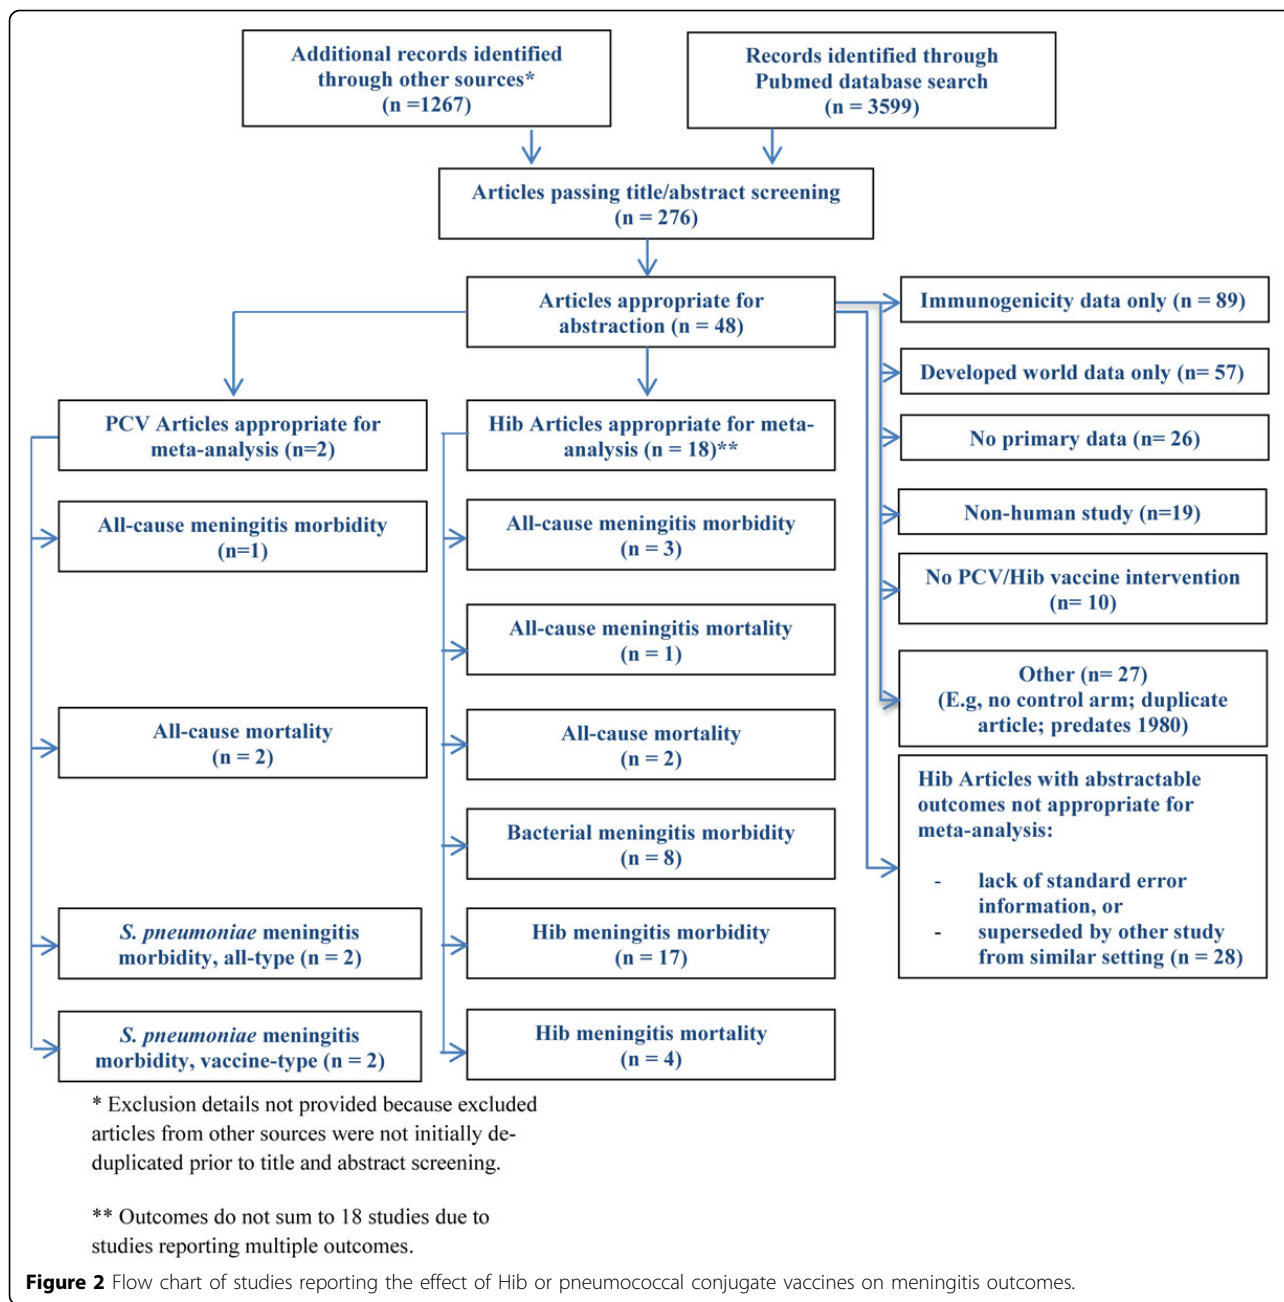 Additional records identified
through other sources*
(n =1267)
Records identified through
Pubmed database search
(n = 3599)
Articles passing title/abstract screening
(n = 276)
Articles appropriate for
abstraction (n = 48)
Immunogenicity data only (n = 89)
Developed world data only (n= 57)
No primary data (n= 26)
Non-human study (n=19)
No PCV/Hib vaccine intervention
(n= 10)
Other (n= 27)
(E.g, no control arm; duplicate
article; predates 1980)
Hib Articles with abstractable
outcomes not appropriate for
meta-analysis:
- lack of standard error
information, or
- superseded by other study
from similar setting (n = 28)
PCV Articles appropriate for
meta-analysis (n=2)
All-cause meningitis morbidity
(n=1)
All-cause mortality
(n = 2)
S. pneumoniae meningitis
morbidity, all-type (n = 2)
S. pneumoniae meningitis
morbidity, vaccine-type (n = 2)
Hib Articles appropriate for meta-
analysis (n = 18)**
All-cause meningitis morbidity
(n = 3)
All-cause meningitis mortality
(n = 1)
All-cause mortality
(n = 2)
Bacterial meningitis morbidity
(n = 8)
Hib meningitis morbidity
(n = 17)
Hib meningitis mortality
(n = 4)
* Exclusion details not provided because excluded
articles from other sources were not initially de-
duplicated prior to title and abstract screening.
** Outcomes do not sum to 18 studies due to
studies reporting multiple outcomes.
Figure 2 Flow chart of studies reporting the effect of Hib or pneumococcal conjugate vaccines on meningitis outcomes.